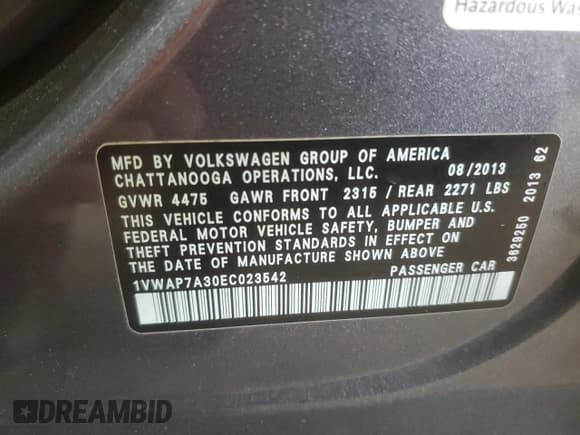 Hazardous Was
MFD BY VOLKSWAGEN GROUP OF AMERICA
CHATTANOOGA OPERATIONS, LLC. 08/2013
GVWR 4475 GAWR FRONT 2315 / REAR 2271 LBS
THIS VEHICLE CONFORMS TO ALL APPLICABLE U.S.
FEDERAL MOTOR VEHICLE SAFETY, BUMPER AND
THEFT PREVENTION STANDARDS IN EFFECT ON
THE DATE OF MANUFACTURE SHOWN ABOVE
1VWAP7A30EC023542 PASSENGER CAR
3629250 2013 62
DREAMBID